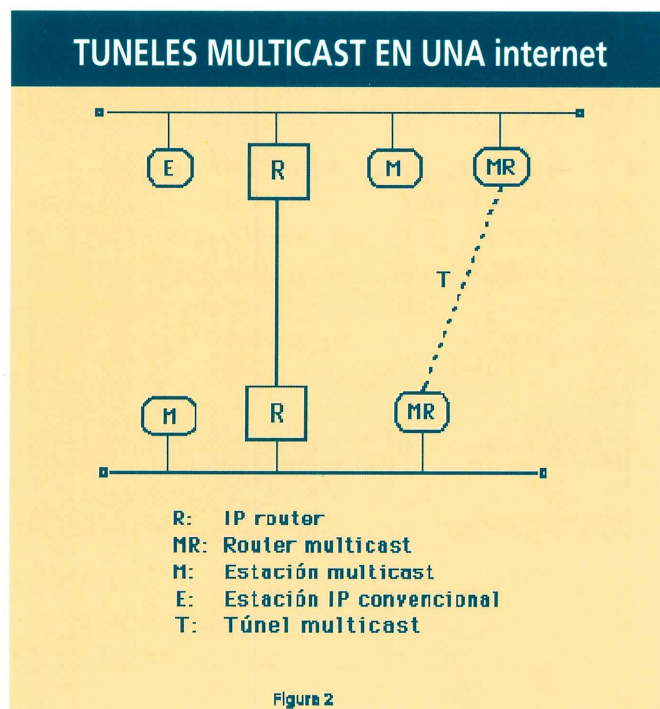 TUNELES MULTICAST EN UNA internet
E R M MR
T
M R MR
R: IP router
MR: Router multicast
M: Estación multicast
E: Estación IP convencional
T: Túnel multicast
Figura 2